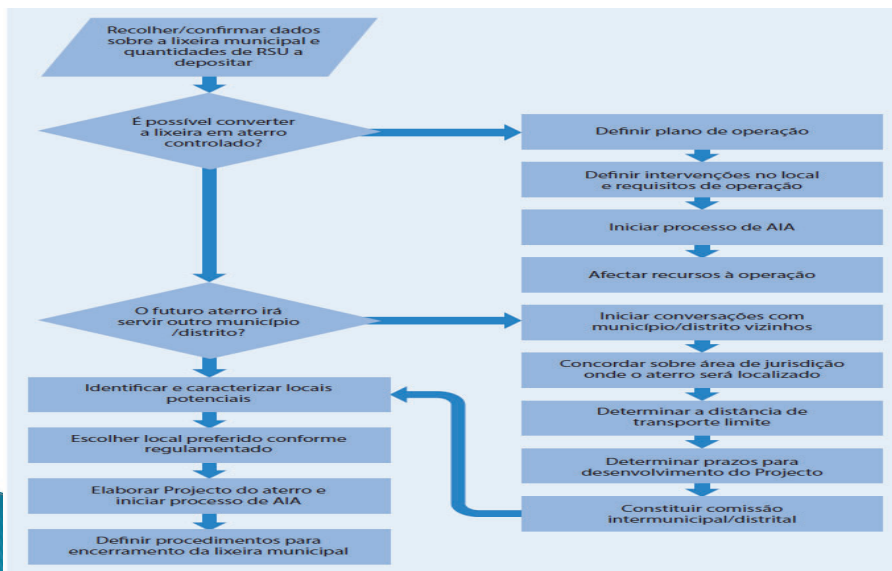 Recolher/confirmar dados
sobre a lixeira municipal e
quantidades de RSU a
depositar
É possível converter
a lixeira em aterro
controlado?
Definir plano de operação
Definir intervenções no local
e requisitos de operação
Iniciar processo de AIA
Afectar recursos à operação
O futuro aterro irá
servir outro município
/distrito?
Iniciar conversações com
município/distrito vizinhos
Concordar sobre área de jurisdição
onde o aterro será localizado
Determinar a distância de
transporte limite
Determinar prazos para
desenvolvimento do Projecto
Constituir comissão
intermunicipal/distrital
Identificar e caracterizar locais
potenciais
Escolher local preferido conforme
regulamentado
Elaborar Projecto do aterro e
iniciar processo de AIA
Definir procedimentos para
encerramento da lixeira municipal